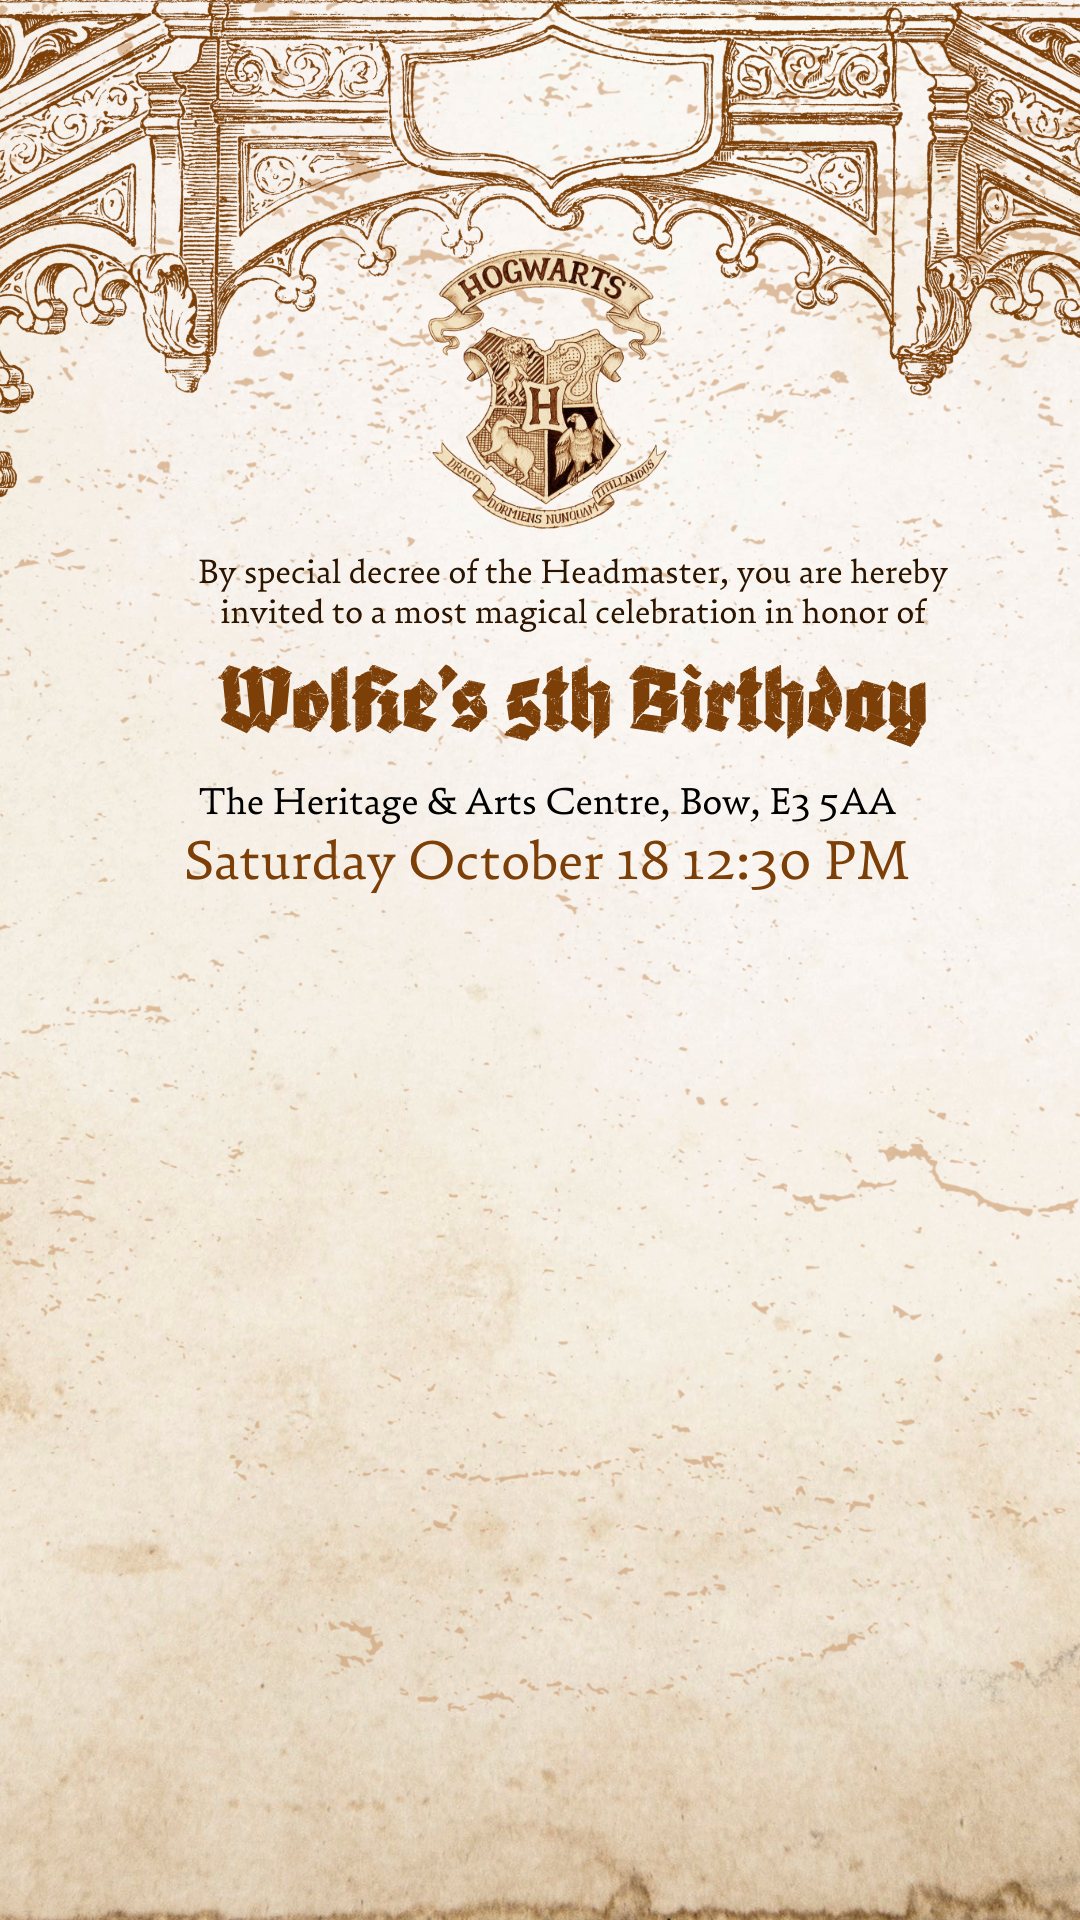 HOGWARTS™
H
DRACO DORMIENS NUNQUAM TITILLANDUS
By special decree of the Headmaster, you are hereby
invited to a most magical celebration in honor of
Wolfie's 5th Birthday
The Heritage & Arts Centre, Bow, E3 5AA
Saturday October 18 12:30 PM